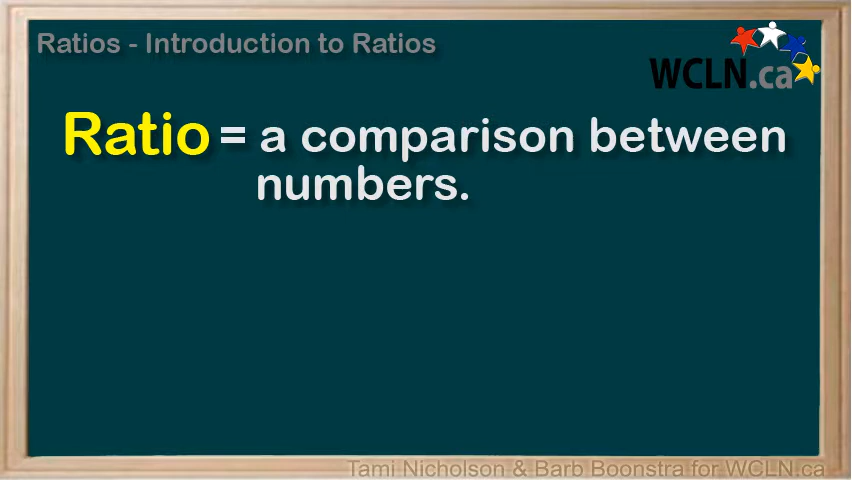 Ratios - Introduction to Ratios
WCLN.ca
Ratio = a comparison between
numbers.
Tami Nicholson & Barb Boonstra for WCLN.ca